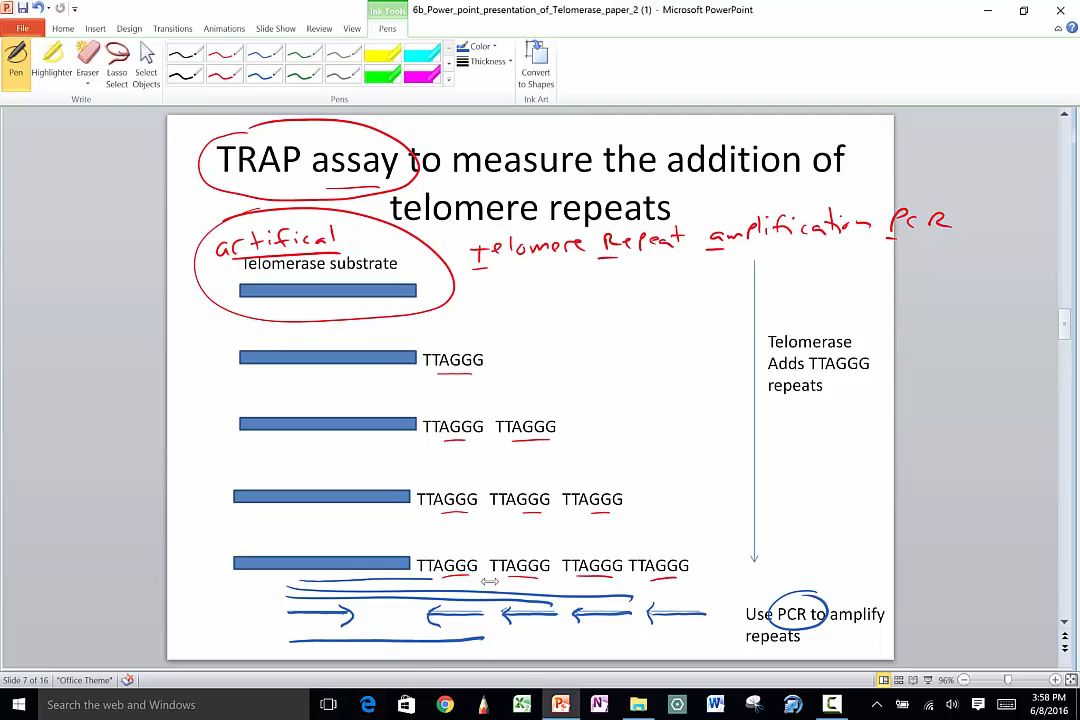 Ink Tools
6b_Power_point_presentation_of_Telomerase_paper_2 (1) - Microsoft PowerPoint
File Home Insert Design Transitions Animations Slide Show Review View Pens
Pen Highlighter Eraser Lasso Select Select Objects
Color
Thickness
Convert to Shapes
Write Pens Ink Art
TRAP assay to measure the addition of
telomere repeats
artifical
Telomere Repeat amplification PCR
Telomerase substrate
Telomerase
Adds TTAGGG
repeats
TTAGGG
TTAGGG TTAGGG
TTAGGG TTAGGG TTAGGG
TTAGGG TTAGGG TTAGGG TTAGGG
Use PCR to amplify
repeats
Slide 7 of 16 "Office Theme" 96%
Search the web and Windows
3:58 PM
6/8/2016